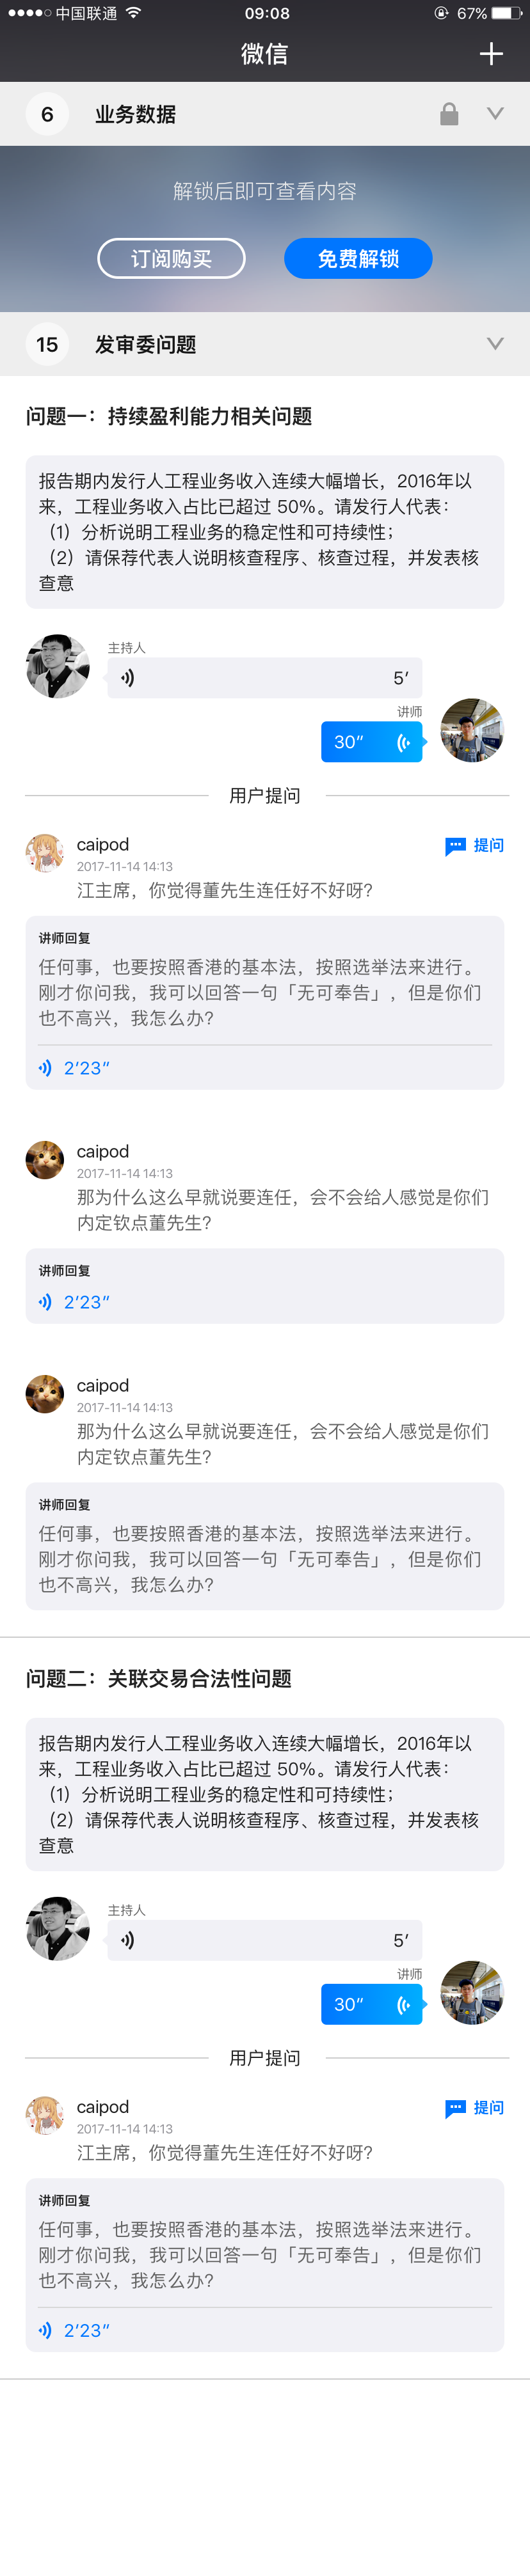 中国联通
09:08
67%
微信
6
业务数据
解锁后即可查看内容
订阅购买
免费解锁
15
发审委问题
问题一：持续盈利能力相关问题
报告期内发行人工程业务收入连续大幅增长，2016年以
来，工程业务收入占比已超过 50%。请发行人代表：
（1）分析说明工程业务的稳定性和可持续性；
（2）请保荐代表人说明核查程序、核查过程，并发表核
查意
主持人
5′
讲师
30″
用户提问
caipod
提问
2017-11-14 14:13
江主席，你觉得董先生连任好不好呀？
讲师回复
任何事，也要按照香港的基本法，按照选举法来进行。
刚才你问我，我可以回答一句「无可奉告」，但是你们
也不高兴，我怎么办？
2′23″
caipod
2017-11-14 14:13
那为什么这么早就说要连任，会不会给人感觉是你们
内定钦点董先生？
讲师回复
2′23″
caipod
2017-11-14 14:13
那为什么这么早就说要连任，会不会给人感觉是你们
内定钦点董先生？
讲师回复
任何事，也要按照香港的基本法，按照选举法来进行。
刚才你问我，我可以回答一句「无可奉告」，但是你们
也不高兴，我怎么办？
问题二：关联交易合法性问题
报告期内发行人工程业务收入连续大幅增长，2016年以
来，工程业务收入占比已超过 50%。请发行人代表：
（1）分析说明工程业务的稳定性和可持续性；
（2）请保荐代表人说明核查程序、核查过程，并发表核
查意
主持人
5′
讲师
30″
用户提问
caipod
提问
2017-11-14 14:13
江主席，你觉得董先生连任好不好呀？
讲师回复
任何事，也要按照香港的基本法，按照选举法来进行。
刚才你问我，我可以回答一句「无可奉告」，但是你们
也不高兴，我怎么办？
2′23″